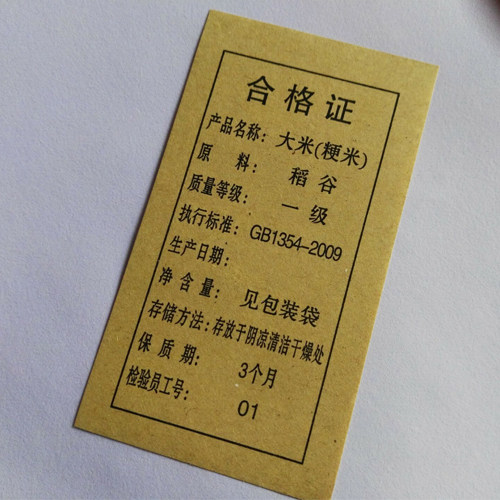 合格证
产品名称：大米(粳米)
原 料：稻谷
质量等级：一级
执行标准：GB1354-2009
生产日期：
净含量：见包装袋
存储方法：存放于阴凉清洁干燥处
保质期：3个月
检验员工号：01